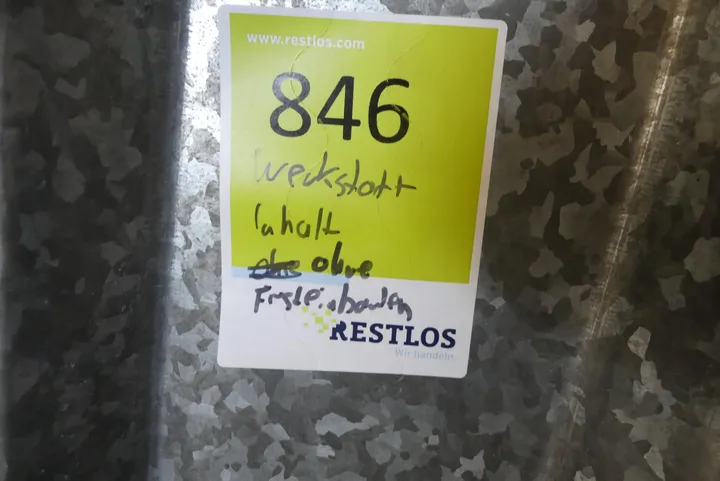 www.restlos.com
846
Werkstatt
Inhalt
ohne
RESTLOS
Wir handeln.